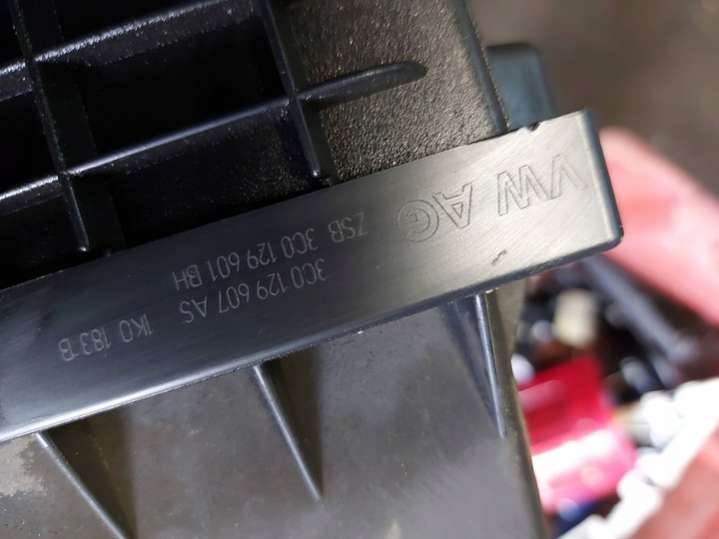 VW AG
ZSB 3C0 129 601 BH
3C0 129 607 AS 1K0 183 B